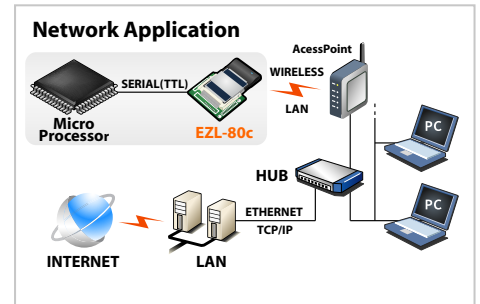 Network Application
AcessPoint
WIRELESS
SERIAL(TTL)
LAN
Micro
Processor
EZL-80c
PC
HUB
PC
ETHERNET
TCP/IP
INTERNET
LAN